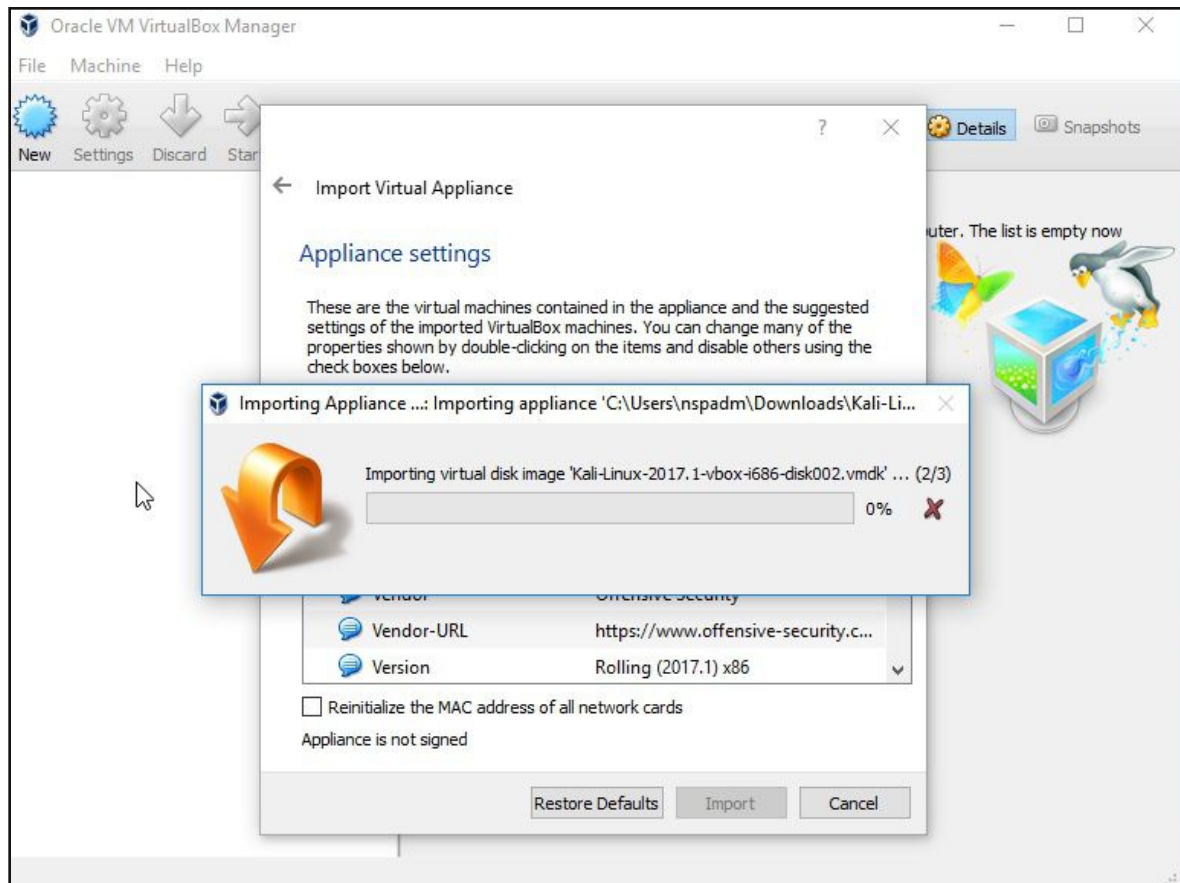 Oracle VM VirtualBox Manager
File Machine Help
New Settings Discard Star
Details Snapshots
?
Import Virtual Appliance
uter. The list is empty now
Appliance settings
These are the virtual machines contained in the appliance and the suggested
settings of the imported VirtualBox machines. You can change many of the
properties shown by double-clicking on the items and disable others using the
check boxes below.
Importing Appliance ...: Importing appliance 'C:\Users\nspadm\Downloads\Kali-Li...
Importing virtual disk image 'Kali-Linux-2017.1-vbox-i686-disk002.vmdk' ... (2/3)
0%
Vendor Offensive Security
Vendor-URL https://www.offensive-security.c...
Version Rolling (2017.1) x86
Reinitialize the MAC address of all network cards
Appliance is not signed
Restore Defaults Import Cancel